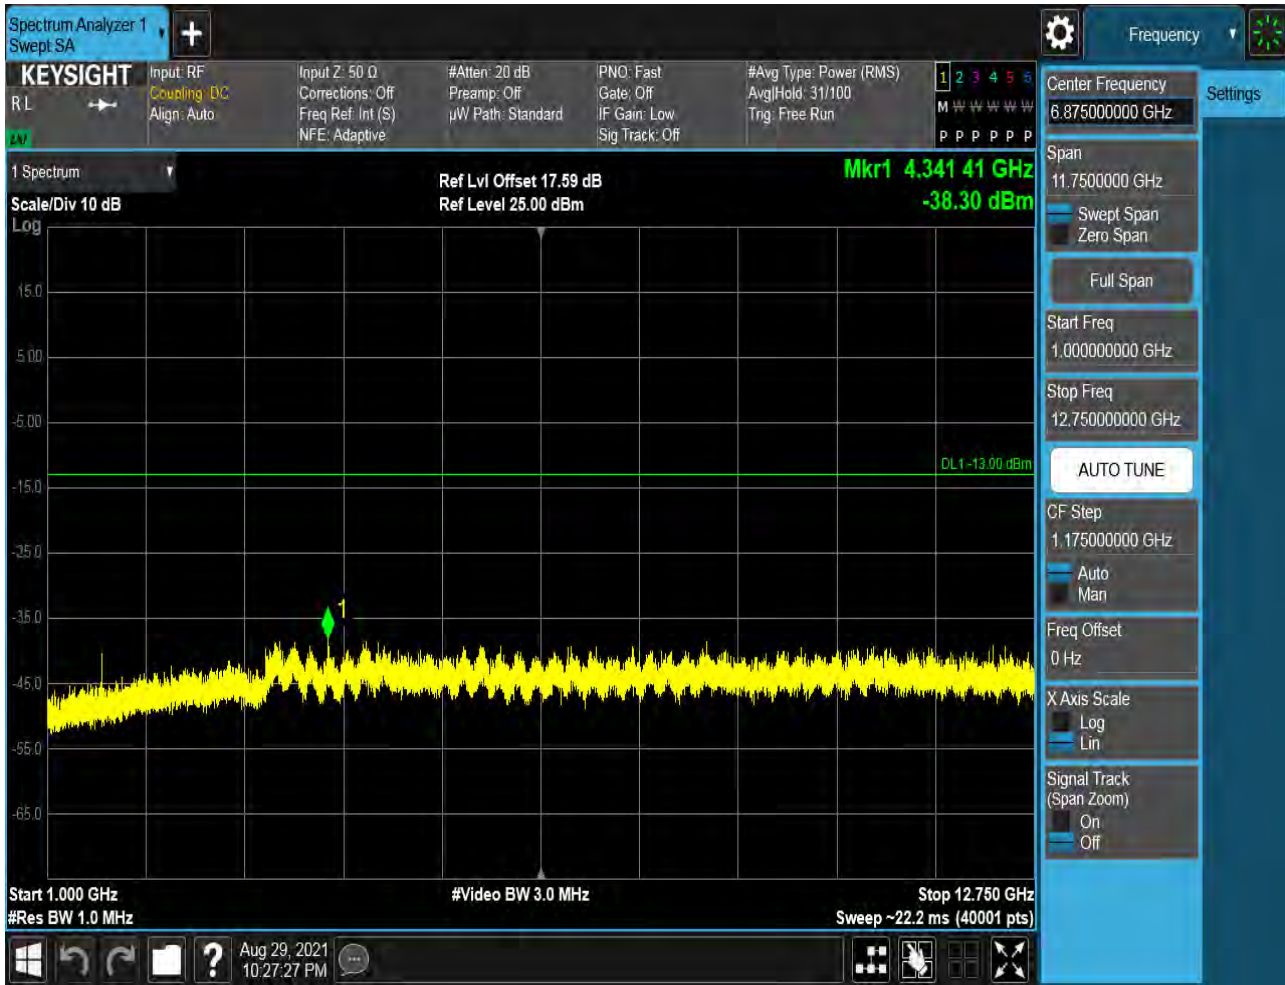 Spectrum Analyzer 1
Swept SA
+
Frequency
KEYSIGHT
R L
Input: RF
Coupling: DC
Align: Auto
Input Z: 50 Ω
Corrections: Off
Freq Ref: Int (S)
NFE: Adaptive
#Atten: 20 dB
Preamp: Off
µW Path: Standard
PNO: Fast
Gate: Off
IF Gain: Low
Sig Track: Off
#Avg Type: Power (RMS)
Avg|Hold: 31/100
Trig: Free Run
1 2 3 4 5 6
M W W W W W
P P P P P P
1 Spectrum
Scale/Div 10 dB
Log
Ref Lvl Offset 17.59 dB
Ref Level 25.00 dBm
Mkr1 4.341 41 GHz
-38.30 dBm
15.0
5.00
-5.00
DL1 -13.00 dBm
-15.0
-25.0
-35.0
1
-45.0
-55.0
-65.0
Start 1.000 GHz
#Res BW 1.0 MHz
#Video BW 3.0 MHz
Stop 12.750 GHz
Sweep ~22.2 ms (40001 pts)
Center Frequency
6.875000000 GHz
Settings
Span
11.7500000 GHz
Swept Span
Zero Span
Full Span
Start Freq
1.000000000 GHz
Stop Freq
12.750000000 GHz
AUTO TUNE
CF Step
1.175000000 GHz
Auto
Man
Freq Offset
0 Hz
X Axis Scale
Log
Lin
Signal Track
(Span Zoom)
On
Off
?
Aug 29, 2021
10:27:27 PM